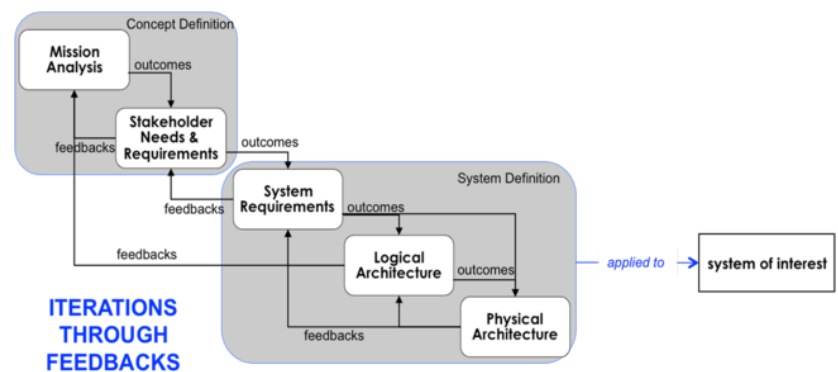 Concept Definition
Mission
Analysis
outcomes
Stakeholder
Needs &
Requirements
feedbacks
outcomes
System Definition
System
Requirements
feedbacks
outcomes
Logical
Architecture
feedbacks
outcomes
applied to
system of interest
Physical
Architecture
feedbacks
ITERATIONS
THROUGH
FEEDBACKS